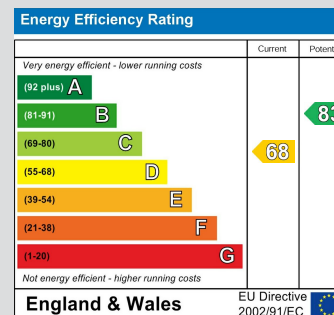 Energy Efficiency Rating
Current
Very energy efficient - lower running costs
(92 plus) A
(81-91) B
83
(69-80) C
68
(55-68) D
(39-54) E
(21-38) F
(1-20) G
Not energy efficient - higher running costs
England & Wales
EU Directive
2002/91/EC